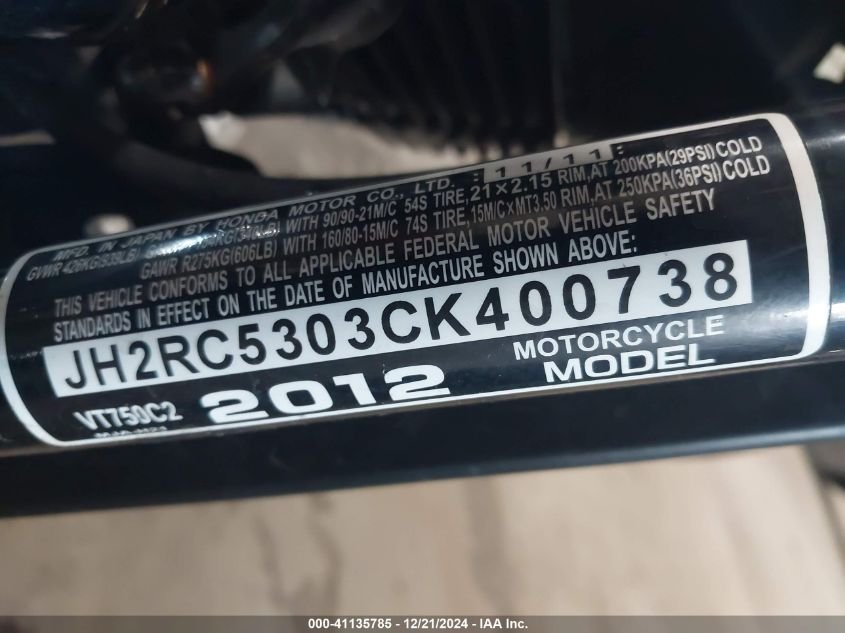 MFD. IN JAPAN BY HONDA MOTOR CO., LTD. 11/11
GVWR 426KG(939LB) WITH 90/90-21M/C 54S TIRE, 21 × 2.15 RIM, AT 200KPA(29PSI) COLD
GAWR R275KG(606LB) WITH 160/80-15M/C 74S TIRE, 15M/C×MT3.50 RIM, AT 250KPA(36PSI) COLD
THIS VEHICLE CONFORMS TO ALL APPLICABLE FEDERAL MOTOR VEHICLE SAFETY
STANDARDS IN EFFECT ON THE DATE OF MANUFACTURE SHOWN ABOVE:
JH2RC5303CK400738
VT750C2 2012 MOTORCYCLE
MODEL
000-41135785 - 12/21/2024 - IAA Inc.